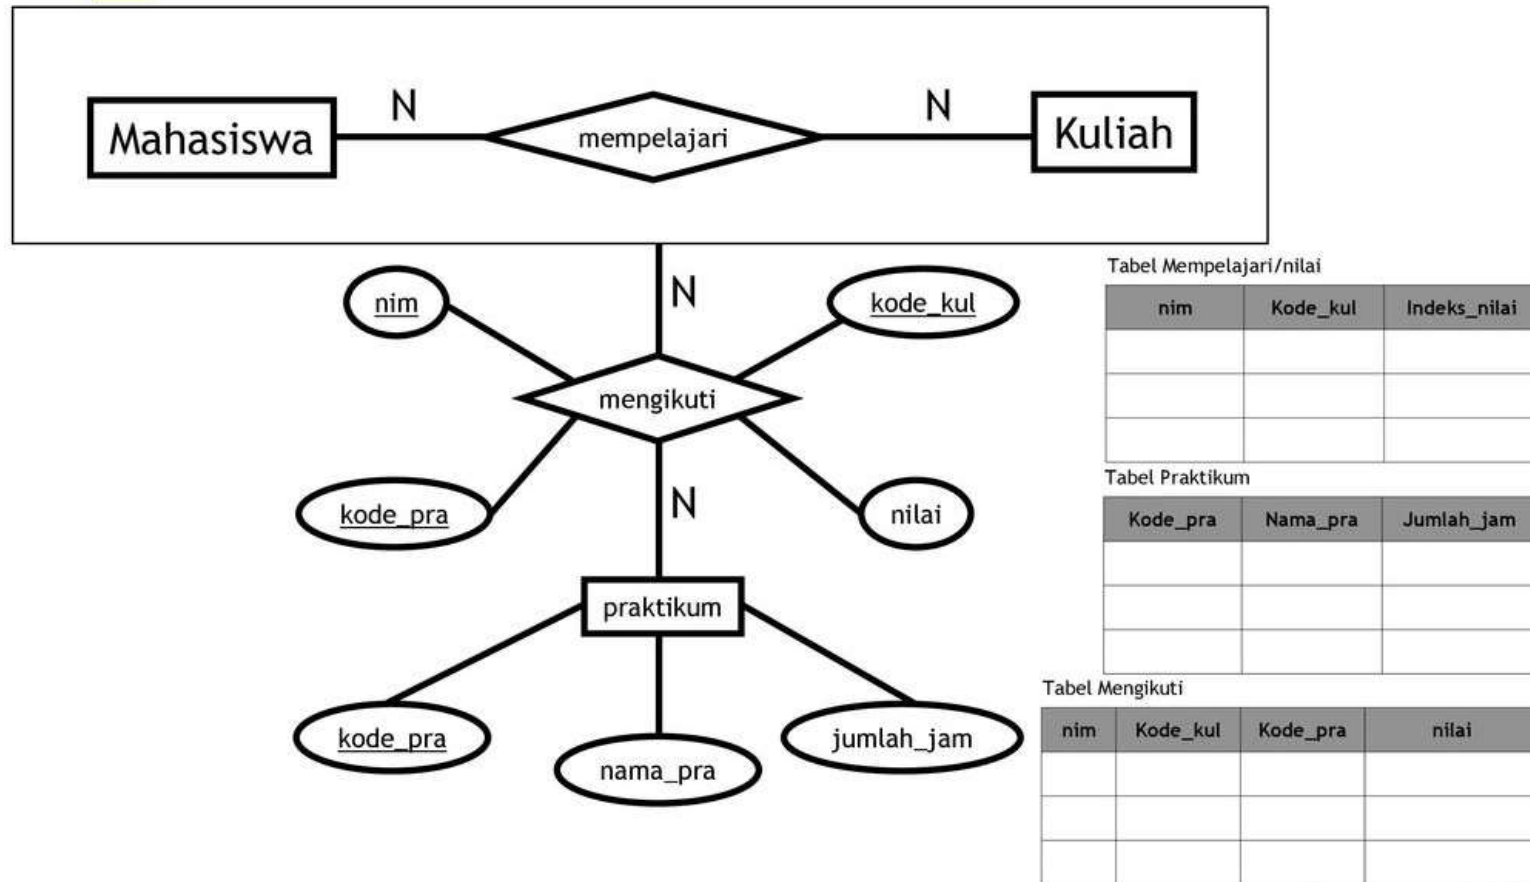 Mahasiswa
N
mempelajari
N
Kuliah
N
nim
kode_kul
mengikuti
kode_pra
nilai
N
praktikum
kode_pra
nama_pra
jumlah_jam
Tabel Mempelajari/nilai
nim Kode_kul Indeks_nilai
Tabel Praktikum
Kode_pra Nama_pra Jumlah_jam
Tabel Mengikuti
nim Kode_kul Kode_pra nilai